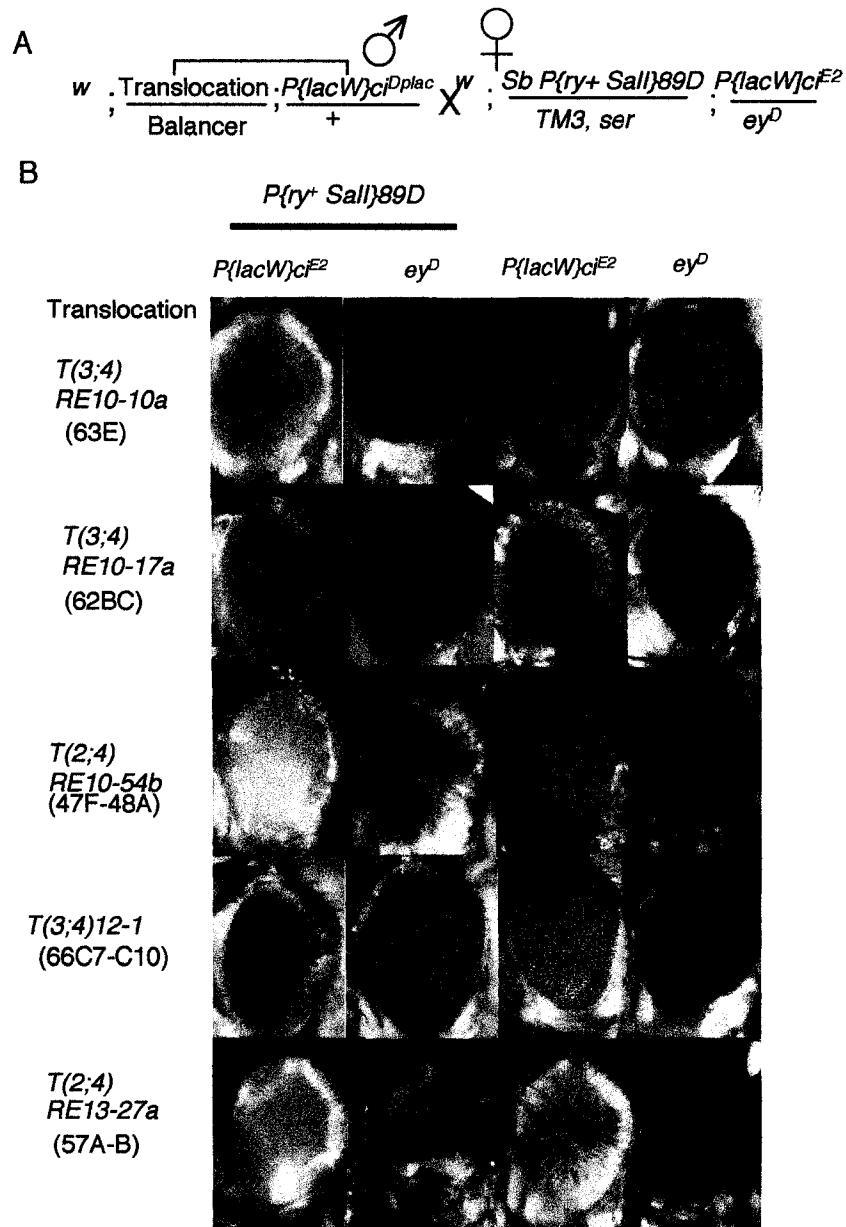 A
w ; Translocation / Balancer ; P{lacW}ci^Dplac / + X w ; Sb P{ry+ SalI}89D / TM3, ser ; P{lacW]ci^E2 / ey^D
B
P{ry+ SalI}89D
P{lacW}ci^E2 ey^D P{lacW}ci^E2 ey^D
Translocation
T(3;4)
RE10-10a
(63E)
T(3;4)
RE10-17a
(62BC)
T(2;4)
RE10-54b
(47F-48A)
T(3;4)12-1
(66C7-C10)
T(2;4)
RE13-27a
(57A-B)